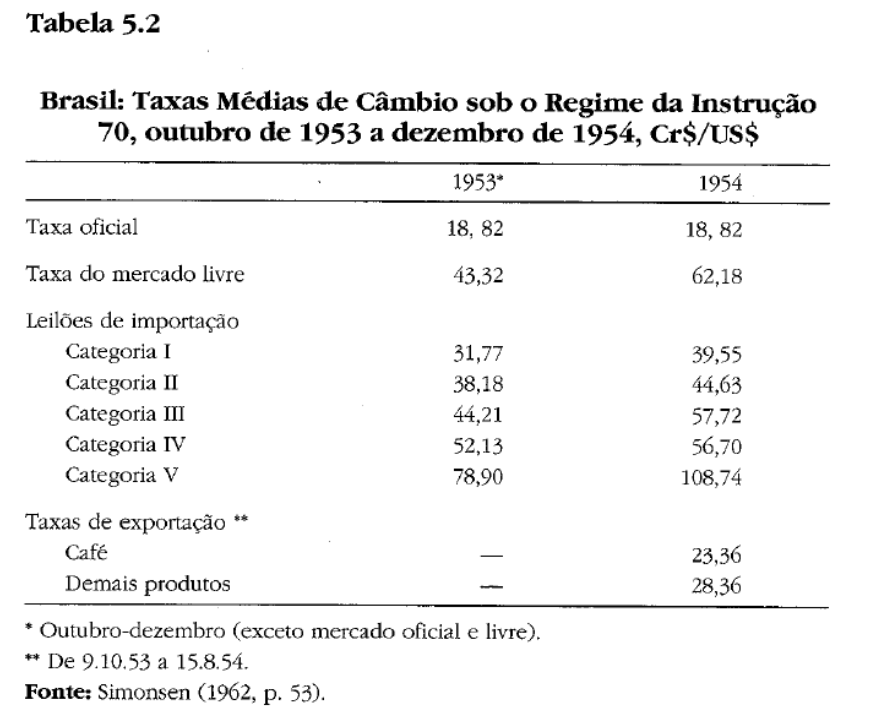 Tabela 5.2
Brasil: Taxas Médias de Câmbio sob o Regime da Instrução
70, outubro de 1953 a dezembro de 1954, Cr$/US$
1953* 1954
Taxa oficial 18, 82 18, 82
Taxa do mercado livre 43,32 62,18
Leilões de importação
Categoria I 31,77 39,55
Categoria II 38,18 44,63
Categoria III 44,21 57,72
Categoria IV 52,13 56,70
Categoria V 78,90 108,74
Taxas de exportação **
Café — 23,36
Demais produtos — 28,36
* Outubro-dezembro (exceto mercado oficial e livre).
** De 9.10.53 a 15.8.54.
Fonte: Simonsen (1962, p. 53).